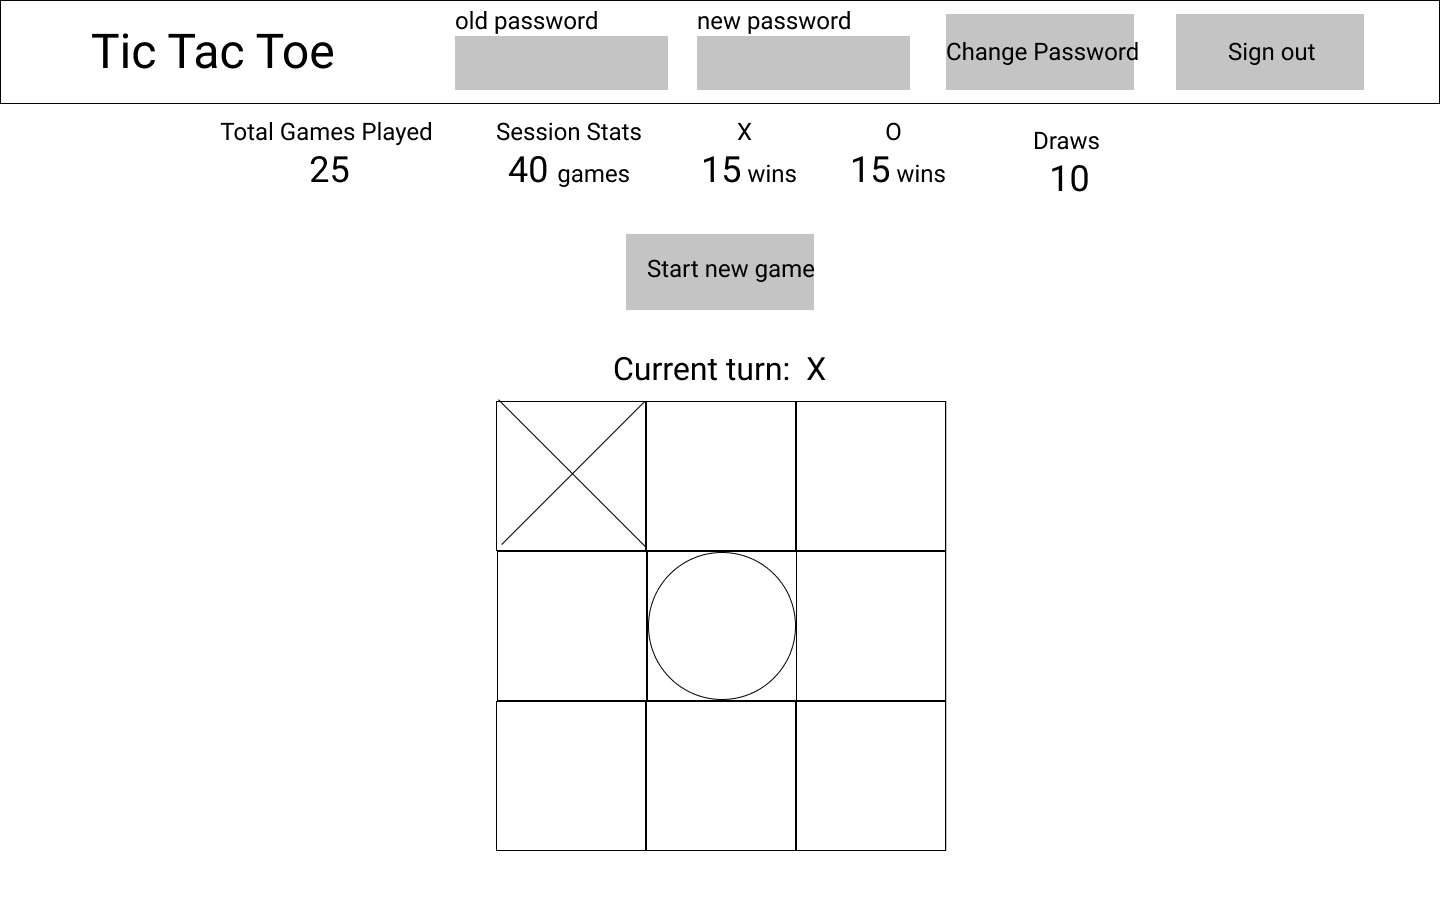 Tic Tac Toe
old password
new password
Change Password
Sign out
Total Games Played
25
Session Stats
40 games
X
15 wins
O
15 wins
Draws
10
Start new game
Current turn: X